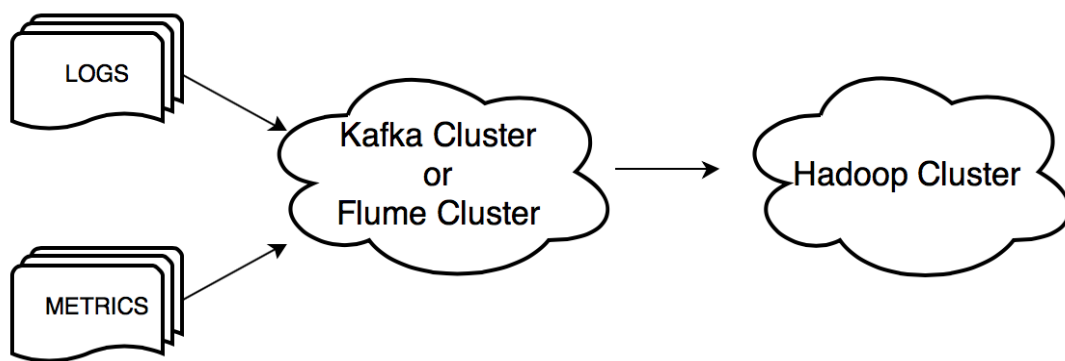 LOGS
Kafka Cluster
or
Flume Cluster
Hadoop Cluster
METRICS